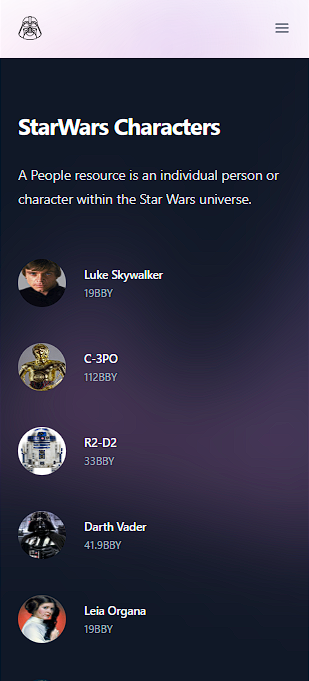 StarWars Characters
A People resource is an individual person or
character within the Star Wars universe.
Luke Skywalker
19BBY
C-3PO
112BBY
R2-D2
33BBY
Darth Vader
41.9BBY
Leia Organa
19BBY